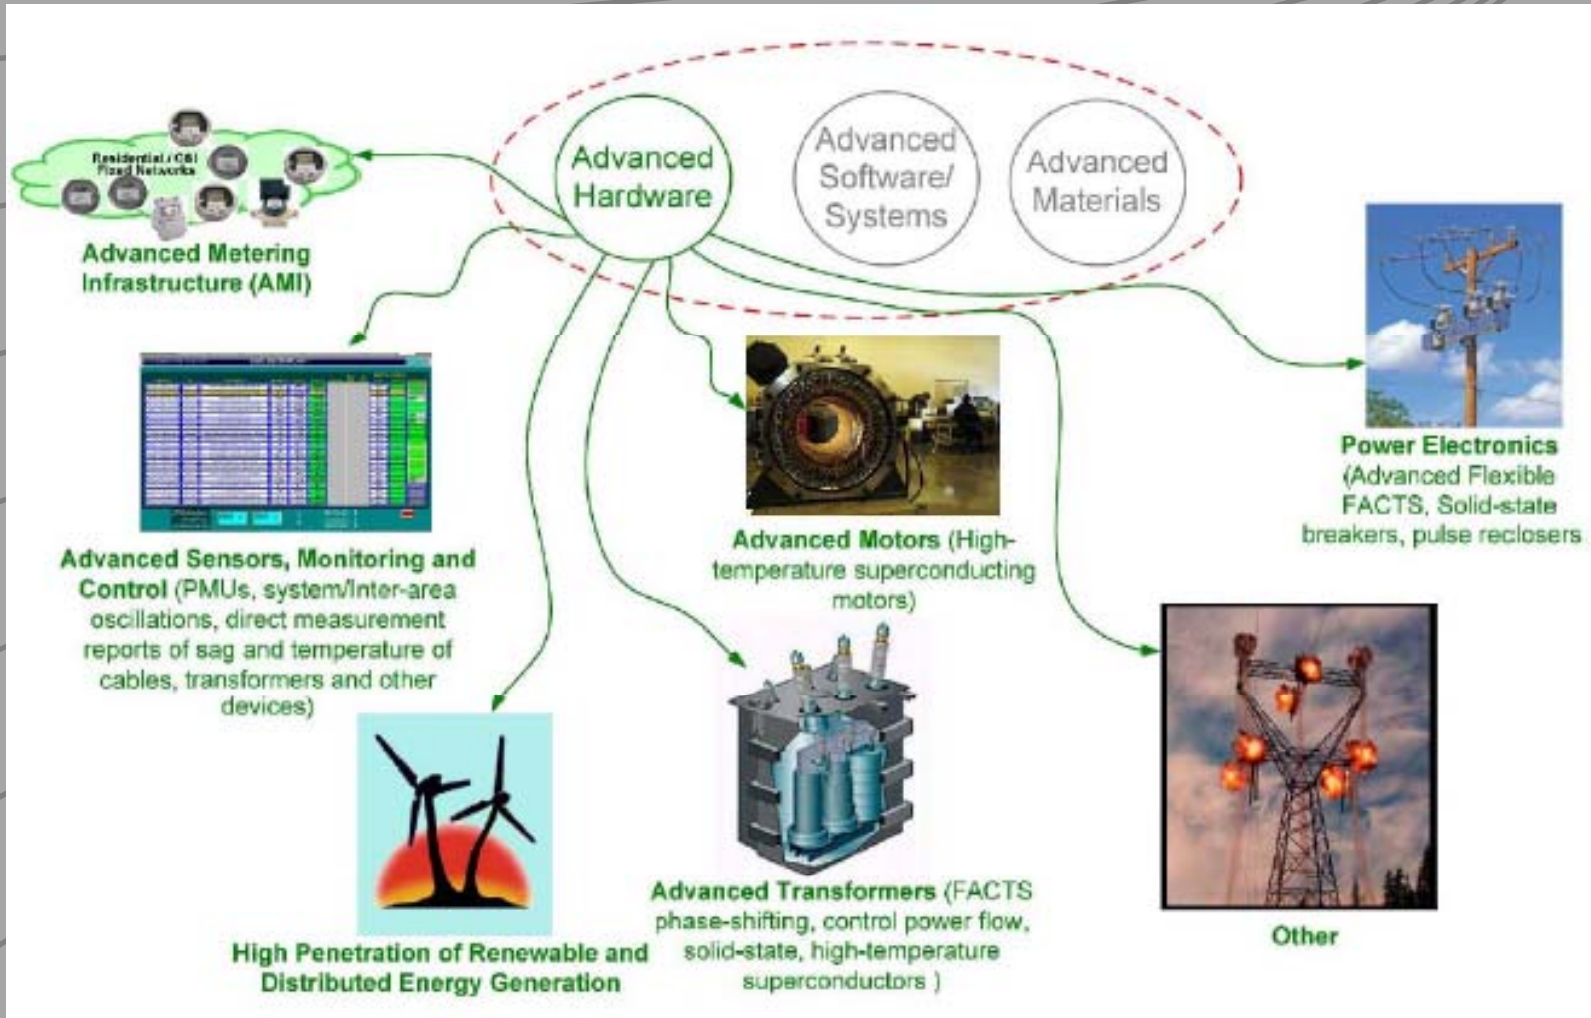 Advanced
Hardware
Advanced
Software/
Systems
Advanced
Materials
Residential / C&I
Fixed Networks
Advanced Metering
Infrastructure (AMI)
Advanced Sensors, Monitoring and
Control (PMUs, system/Inter-area
oscillations, direct measurement
reports of sag and temperature of
cables, transformers and other
devices)
High Penetration of Renewable and
Distributed Energy Generation
Advanced Motors (High-
temperature superconducting
motors)
Advanced Transformers (FACTS
phase-shifting, control power flow,
solid-state, high-temperature
superconductors )
Power Electronics
(Advanced Flexible
FACTS, Solid-state
breakers, pulse reclosers
Other